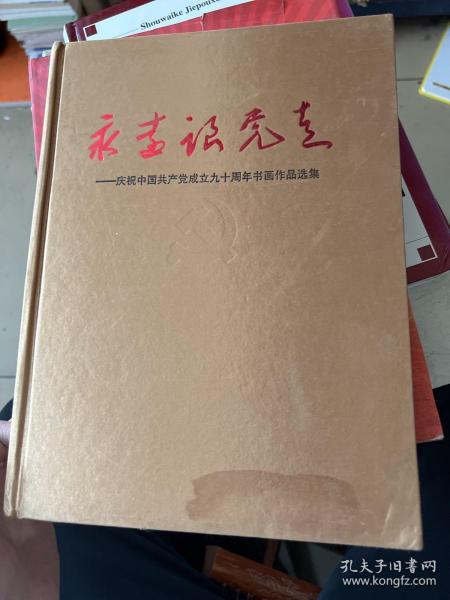 Shouwaike Jiepouxue
永远跟党走
——庆祝中国共产党成立九十周年书画作品选集
孔夫子旧书网
www.kongfz.com